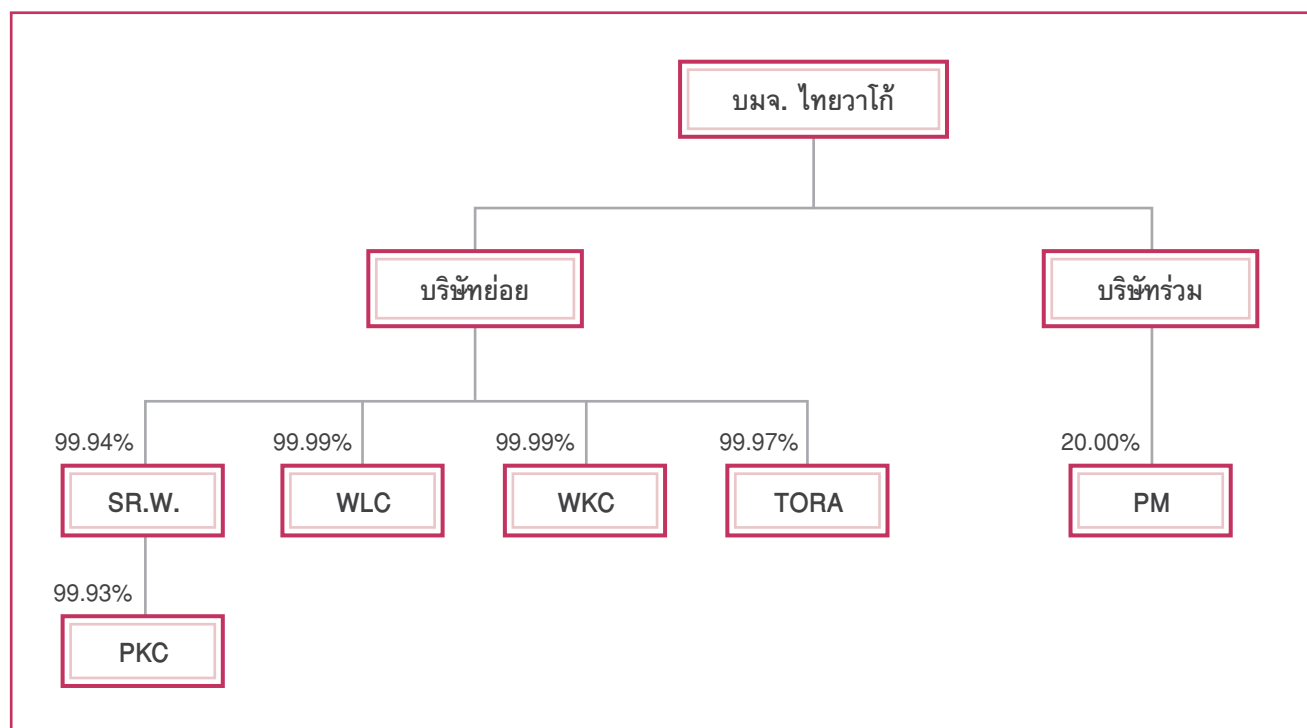 บมจ. ไทยวาโก้
บริษัทย่อย
บริษัทร่วม
99.94%
99.99%
99.99%
99.97%
20.00%
SR.W.
WLC
WKC
TORA
PM
99.93%
PKC